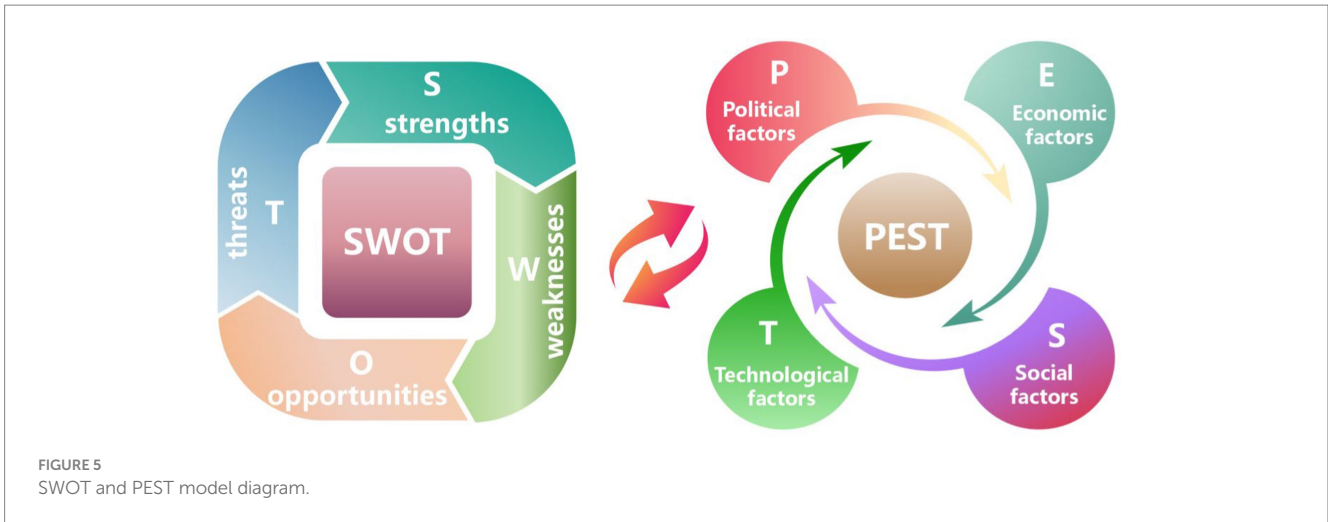 S
strengths
T
threats
SWOT
W
weaknesses
O
opportunities
P
Political
factors
E
Economic
factors
PEST
T
Technological
factors
S
Social
factors
FIGURE 5
SWOT and PEST model diagram.